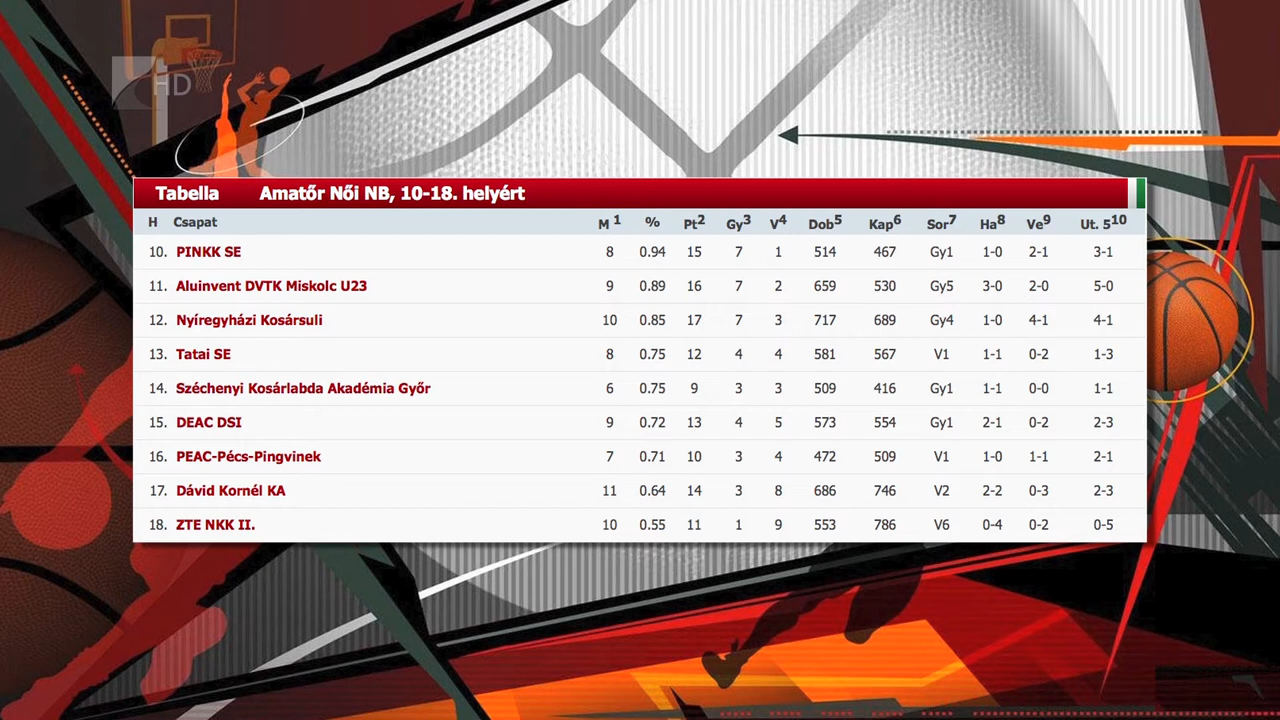 HD
Tabella Amatőr Női NB, 10-18. helyért
H Csapat M 1 % Pt2 Gy3 V4 Dob5 Kap6 Sor7 Ha8 Ve9 Ut. 510
10. PINKK SE 8 0.94 15 7 1 514 467 Gy1 1-0 2-1 3-1
11. Aluinvent DVTK Miskolc U23 9 0.89 16 7 2 659 530 Gy5 3-0 2-0 5-0
12. Nyíregyházi Kosársuli 10 0.85 17 7 3 717 689 Gy4 1-0 4-1 4-1
13. Tatai SE 8 0.75 12 4 4 581 567 V1 1-1 0-2 1-3
14. Széchenyi Kosárlabda Akadémia Győr 6 0.75 9 3 3 509 416 Gy1 1-1 0-0 1-1
15. DEAC DSI 9 0.72 13 4 5 573 554 Gy1 2-1 0-2 2-3
16. PEAC-Pécs-Pingvinek 7 0.71 10 3 4 472 509 V1 1-0 1-1 2-1
17. Dávid Kornél KA 11 0.64 14 3 8 686 746 V2 2-2 0-3 2-3
18. ZTE NKK II. 10 0.55 11 1 9 553 786 V6 0-4 0-2 0-5